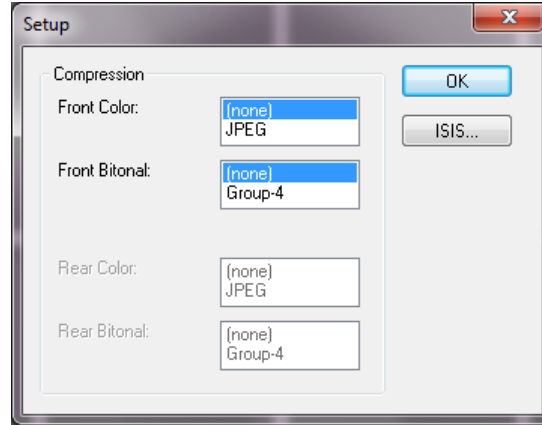 Setup
Compression
OK
Front Color:
(none)
JPEG
ISIS...
Front Bitonal:
(none)
Group-4
Rear Color:
(none)
JPEG
Rear Bitonal:
(none)
Group-4